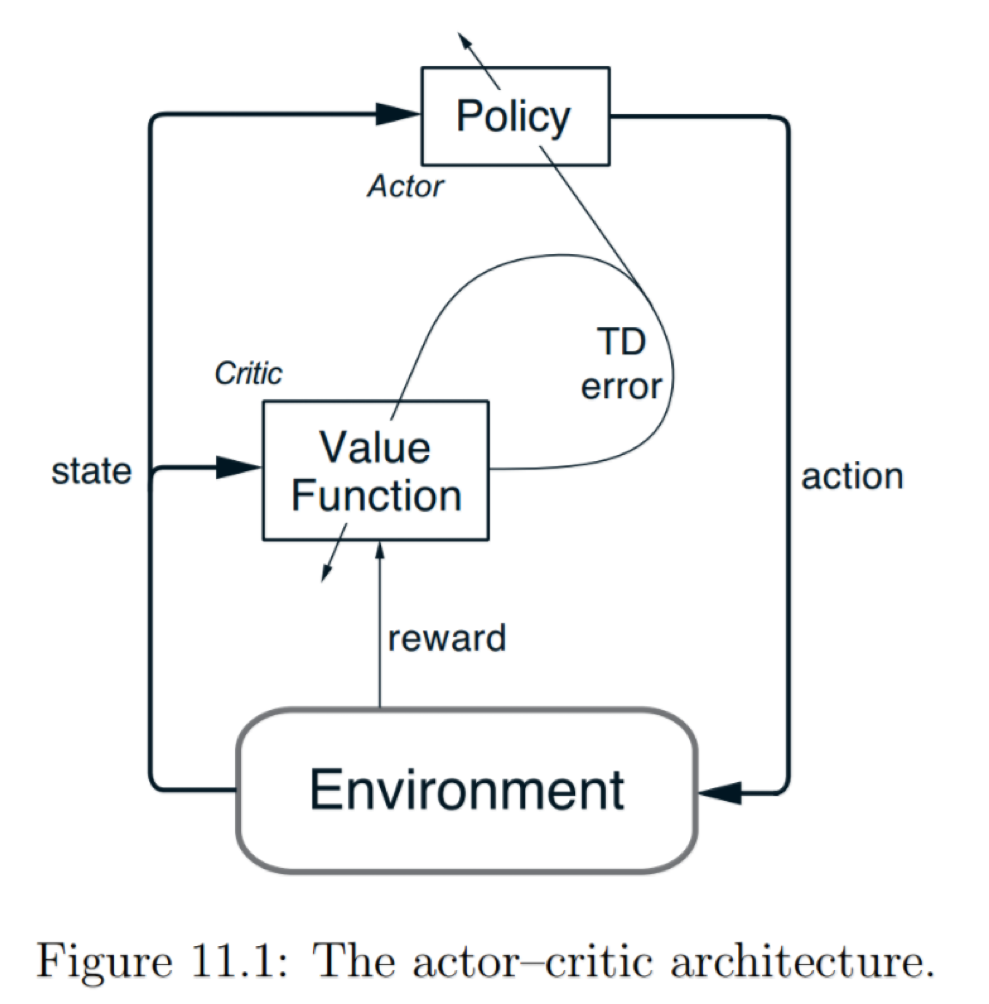 Policy
Actor
TD
error
Critic
Value
Function
state
action
reward
Environment
Figure 11.1: The actor–critic architecture.